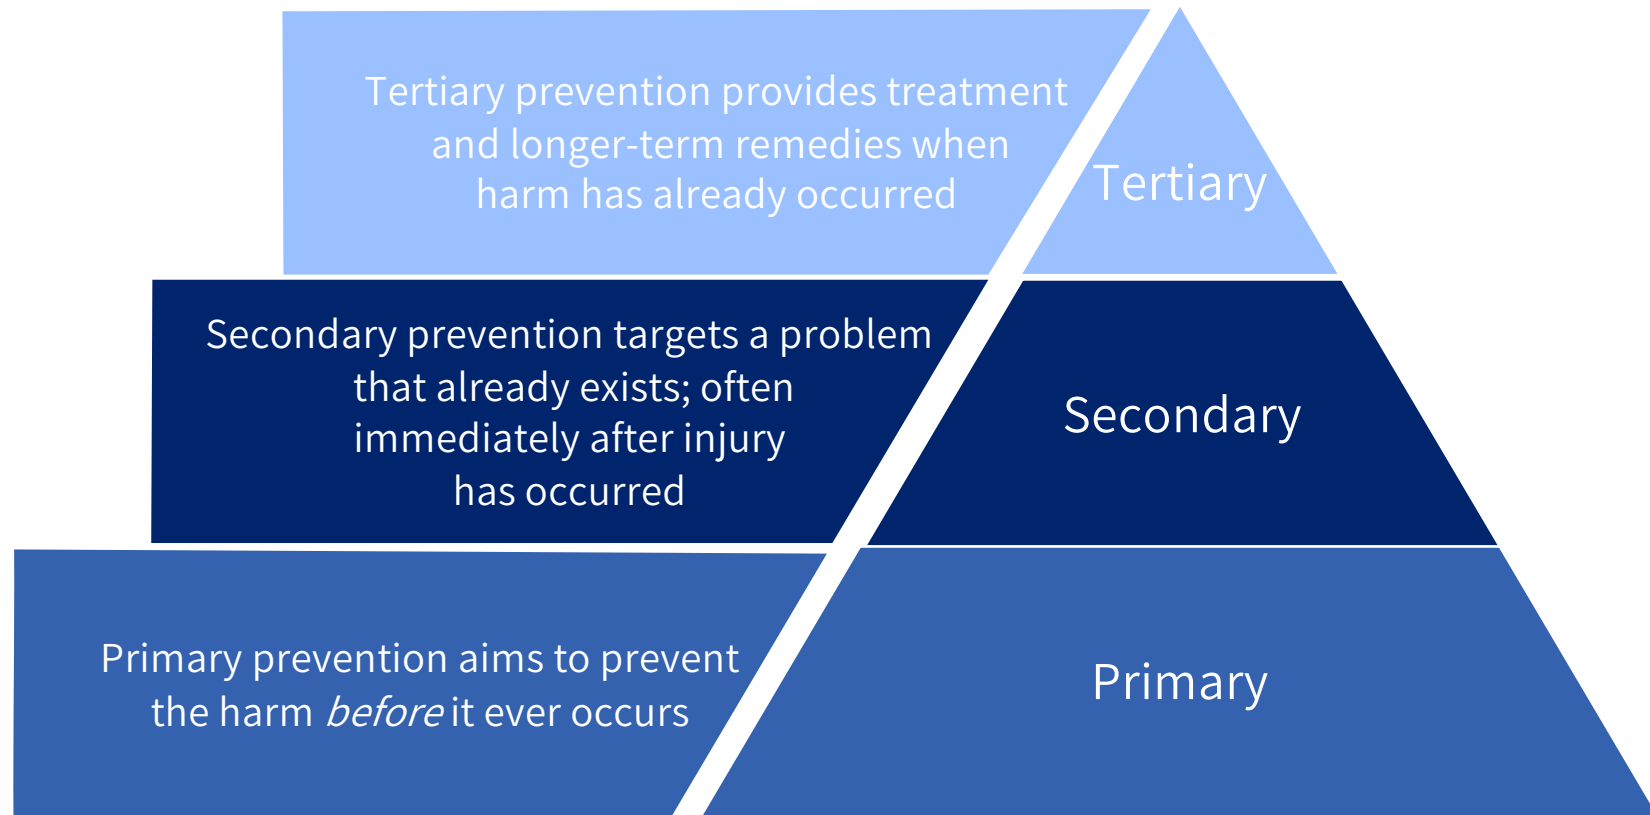 Tertiary prevention provides treatment
and longer-term remedies when
harm has already occurred
Tertiary
Secondary prevention targets a problem
that already exists; often
immediately after injury
has occurred
Secondary
Primary prevention aims to prevent
the harm before it ever occurs
Primary